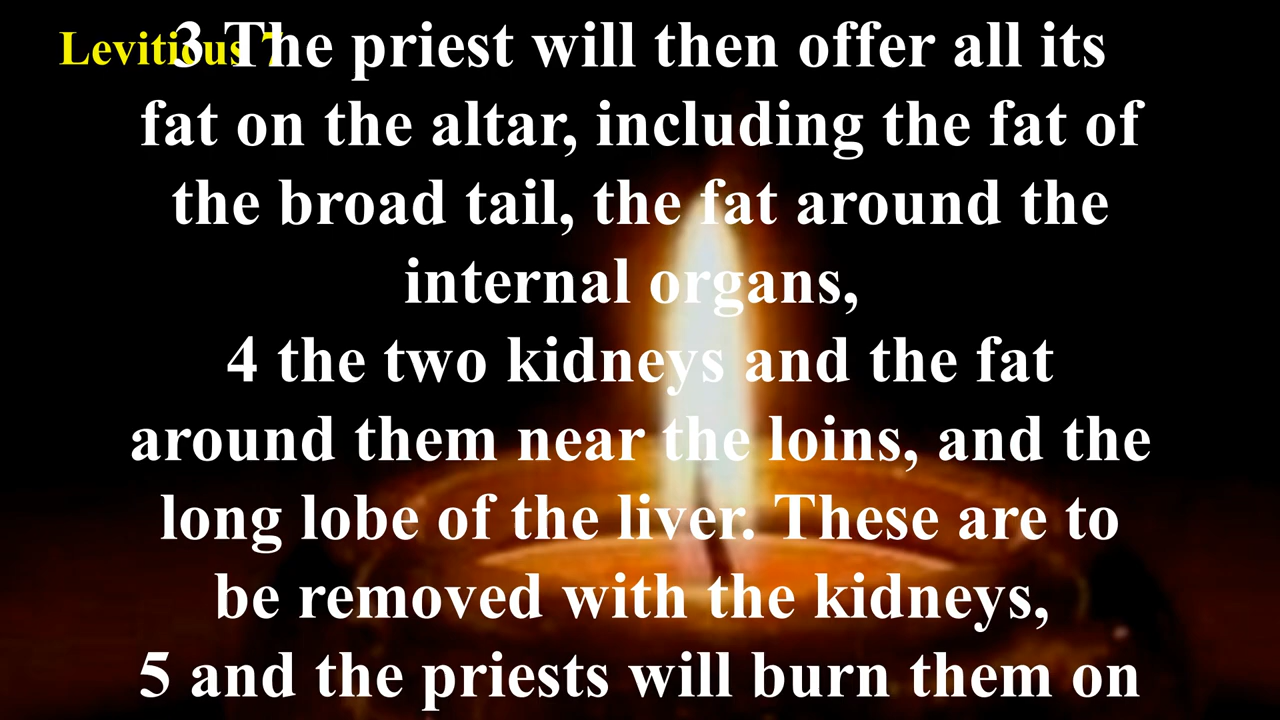 Leviticus 7
3 The priest will then offer all its
fat on the altar, including the fat of
the broad tail, the fat around the
internal organs,
4 the two kidneys and the fat
around them near the loins, and the
long lobe of the liver. These are to
be removed with the kidneys,
5 and the priests will burn them on